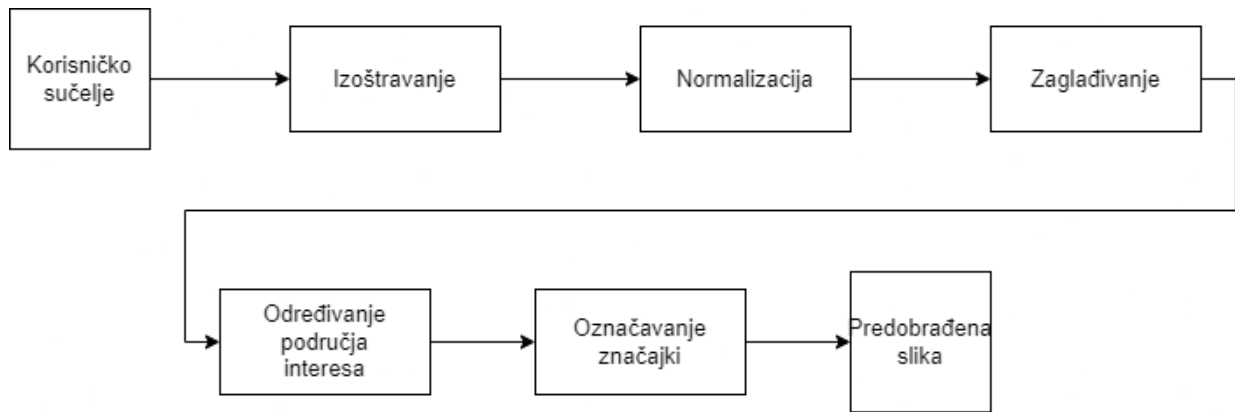 Korisničko
sučelje
Izoštravanje
Normalizacija
Zaglađivanje
Određivanje
područja
interesa
Označavanje
značajki
Predobrađena
slika